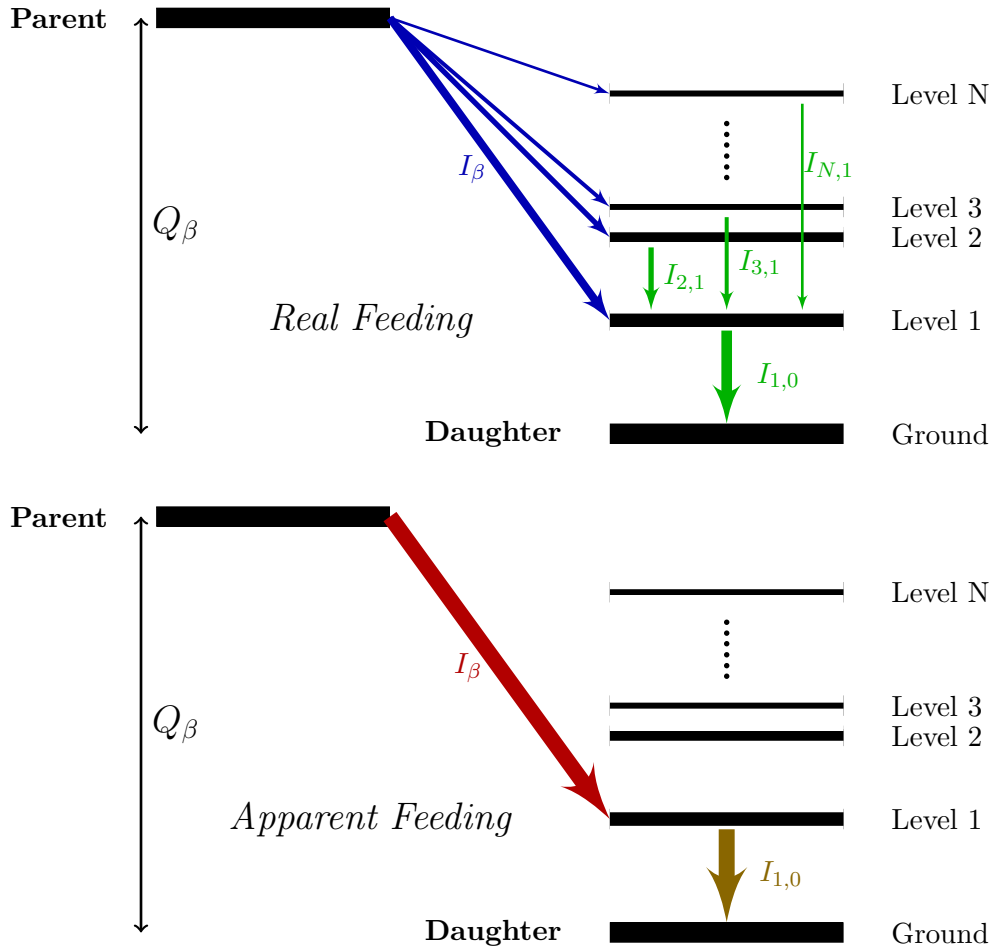 Parent
Level N
I_β
I_{N,1}
Level 3
Q_β
Level 2
I_{3,1}
I_{2,1}
Real Feeding
Level 1
I_{1,0}
Daughter
Ground
Parent
Level N
I_β
Level 3
Q_β
Level 2
Apparent Feeding
Level 1
I_{1,0}
Daughter
Ground